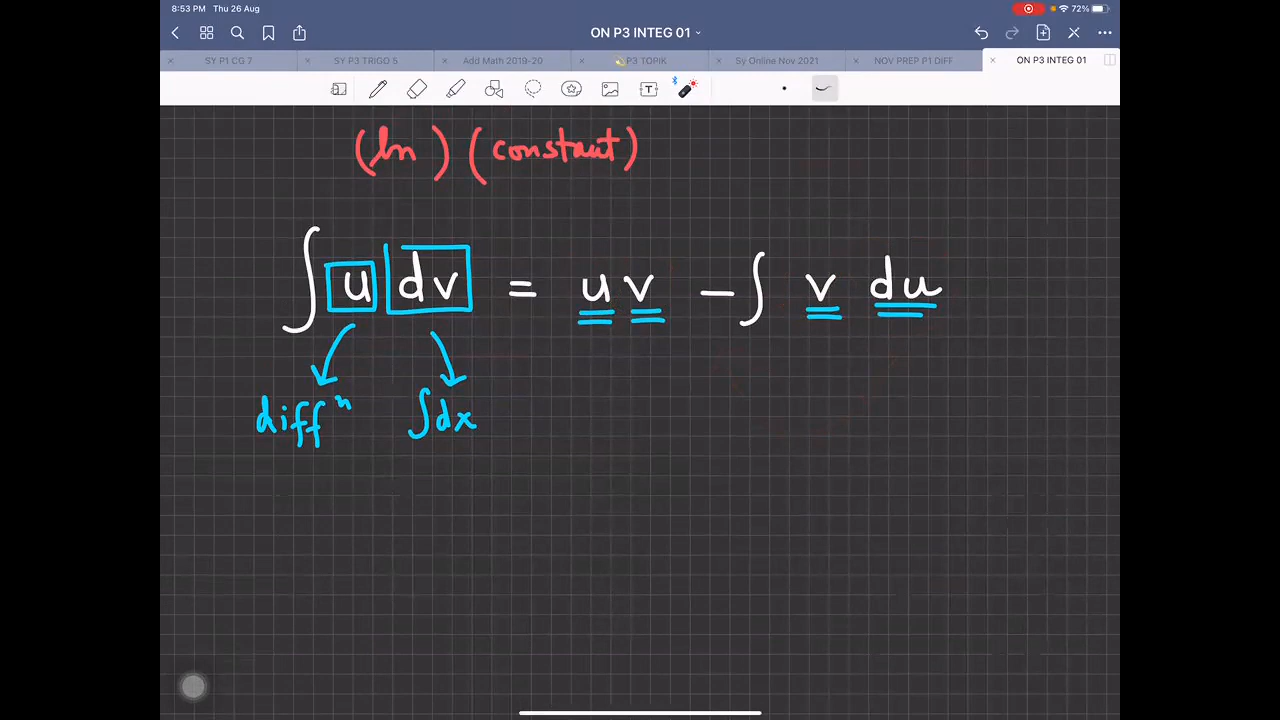 8:53 PM Thu 26 Aug 72%
ON P3 INTEG 01
SY P1 CG 7 SY P3 TRIGO 5 Add Math 2019-20 P3 TOPIK Sy Online Nov 2021 NOV PREP P1 DIFF ON P3 INTEG 01
(ln ) (constant)
∫ u dv = u v − ∫ v du
diffⁿ ∫dx